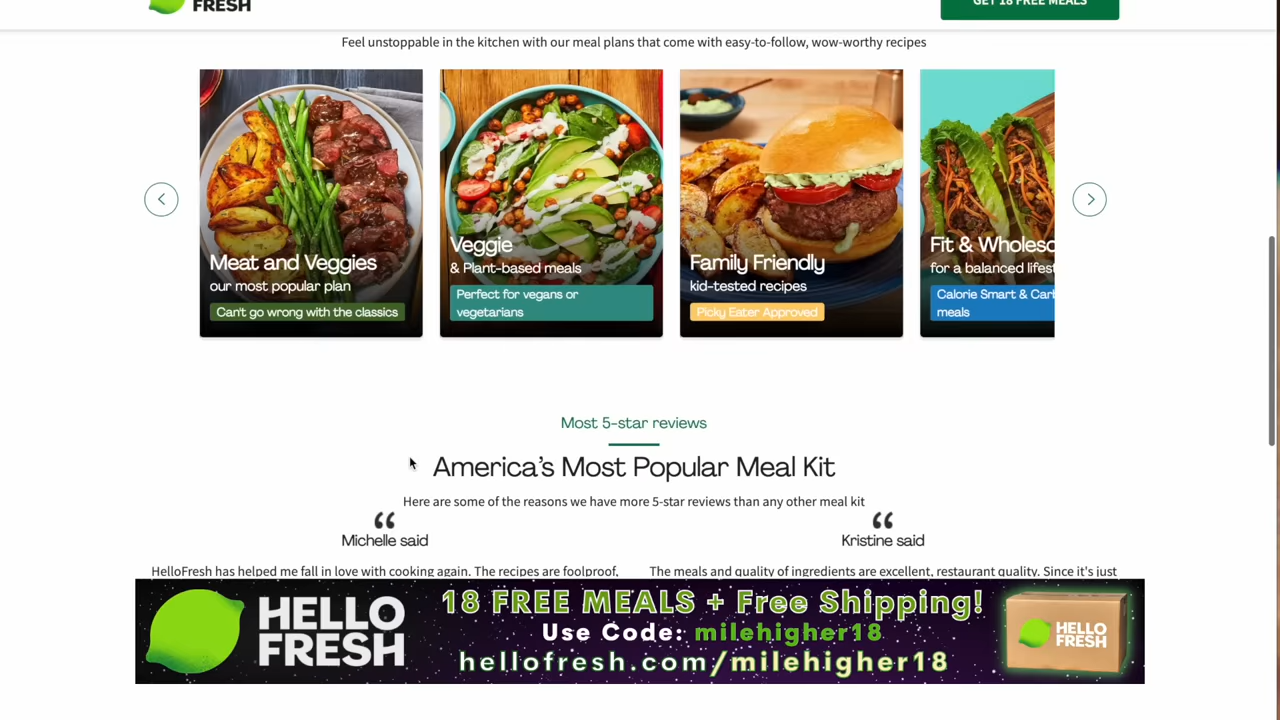 FRESH
GET 18 FREE MEALS
Feel unstoppable in the kitchen with our meal plans that come with easy-to-follow, wow-worthy recipes
Meat and Veggies
our most popular plan
Can't go wrong with the classics
Veggie
& Plant-based meals
Perfect for vegans or
vegetarians
Family Friendly
kid-tested recipes
Picky Eater Approved
Fit & Wholesc
for a balanced lifest
Calorie Smart & Carb
meals
Most 5-star reviews
America's Most Popular Meal Kit
Here are some of the reasons we have more 5-star reviews than any other meal kit
“
Michelle said
HelloFresh has helped me fall in love with cooking again. The recipes are foolproof,
“
Kristine said
The meals and quality of ingredients are excellent, restaurant quality. Since it's just
HELLO
FRESH
18 FREE MEALS + Free Shipping!
Use Code: milehigher18
hellofresh.com/milehigher18
HELLO
FRESH